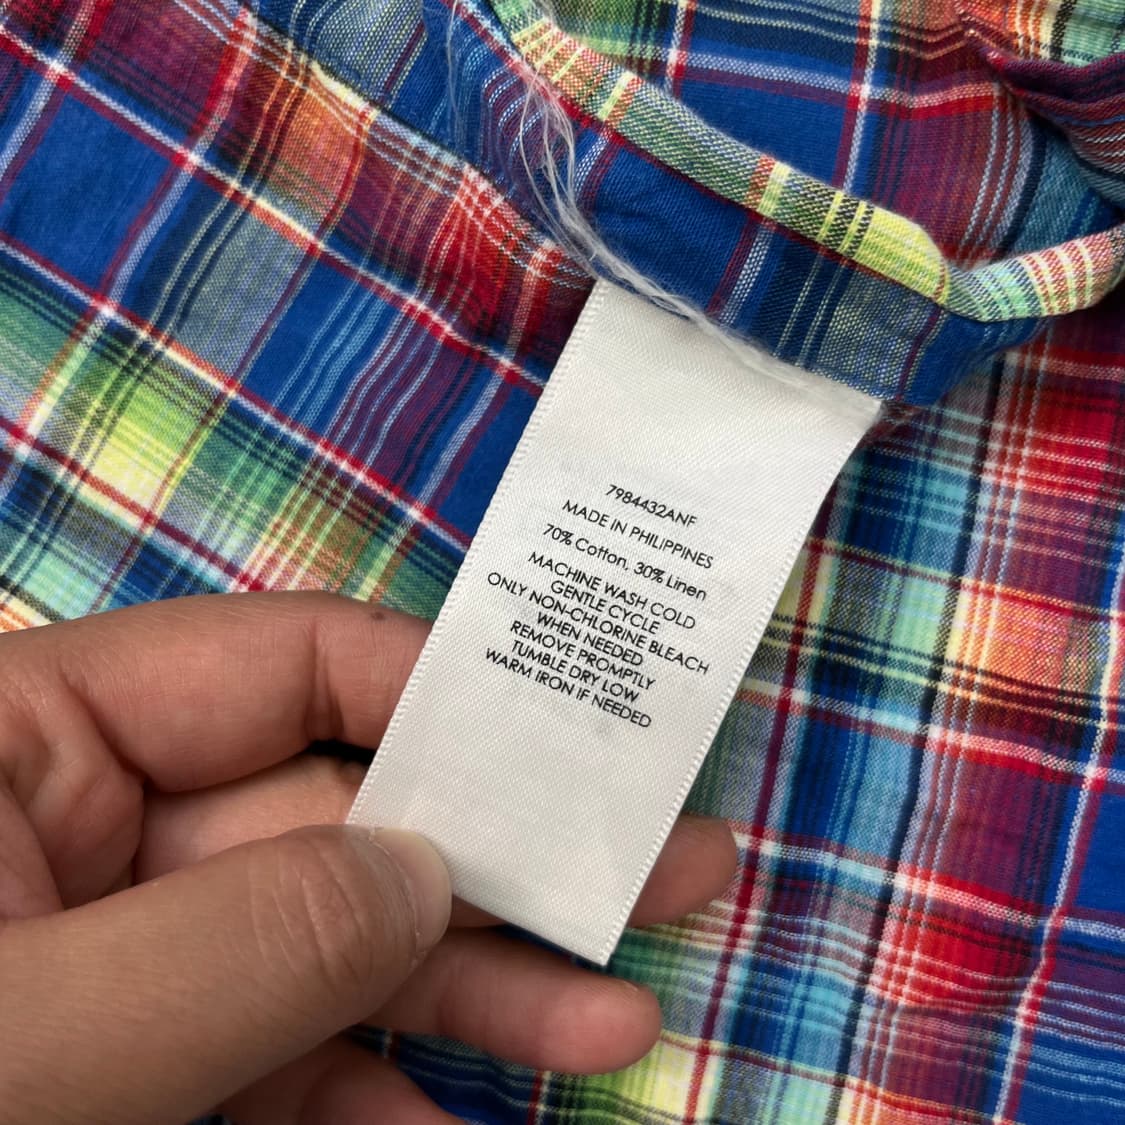 7984432ANF
MADE IN PHILIPPINES
70% Cotton, 30% Linen
MACHINE WASH COLD
GENTLE CYCLE
ONLY NON-CHLORINE BLEACH
WHEN NEEDED
REMOVE PROMPTLY
TUMBLE DRY LOW
WARM IRON IF NEEDED